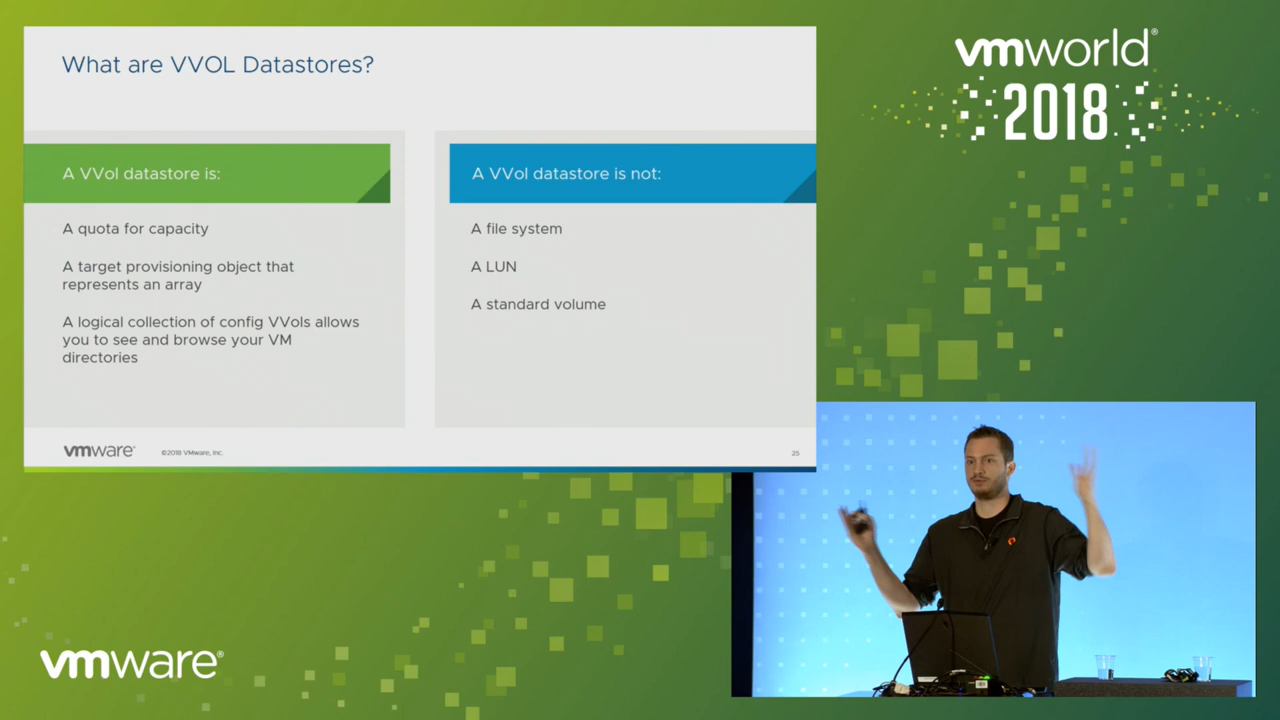 What are VVOL Datastores?
A VVol datastore is:
A quota for capacity
A target provisioning object that
represents an array
A logical collection of config VVols allows
you to see and browse your VM
directories
A VVol datastore is not:
A file system
A LUN
A standard volume
vmware®
©2018 VMware, Inc.
25
vmworld®
2018
vmware®